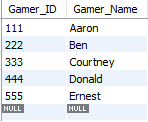 Gamer_ID Gamer_Name
111 Aaron
222 Ben
333 Courtney
444 Donald
555 Ernest
NULL NULL